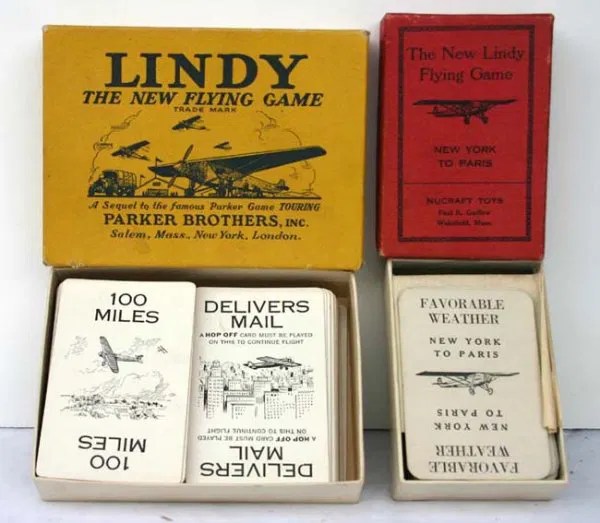 LINDY
THE NEW FLYING GAME
TRADE MARK
A Sequel to the famous Parker Game TOURING
PARKER BROTHERS, INC.
Salem, Mass., New York, London.
The New Lindy
Flying Game
NEW YORK
TO PARIS
NUCRAFT TOYS
Wakefield, Mass.
100
MILES
100
MILES
DELIVERS
MAIL
A HOP OFF CARD MUST BE PLAYED
ON THIS TO CONTINUE FLIGHT
A HOP OFF CARD MUST BE PLAYED
ON THIS TO CONTINUE FLIGHT
DELIVERS
MAIL
FAVORABLE
WEATHER
NEW YORK
TO PARIS
NEW YORK
TO PARIS
FAVORABLE
WEATHER